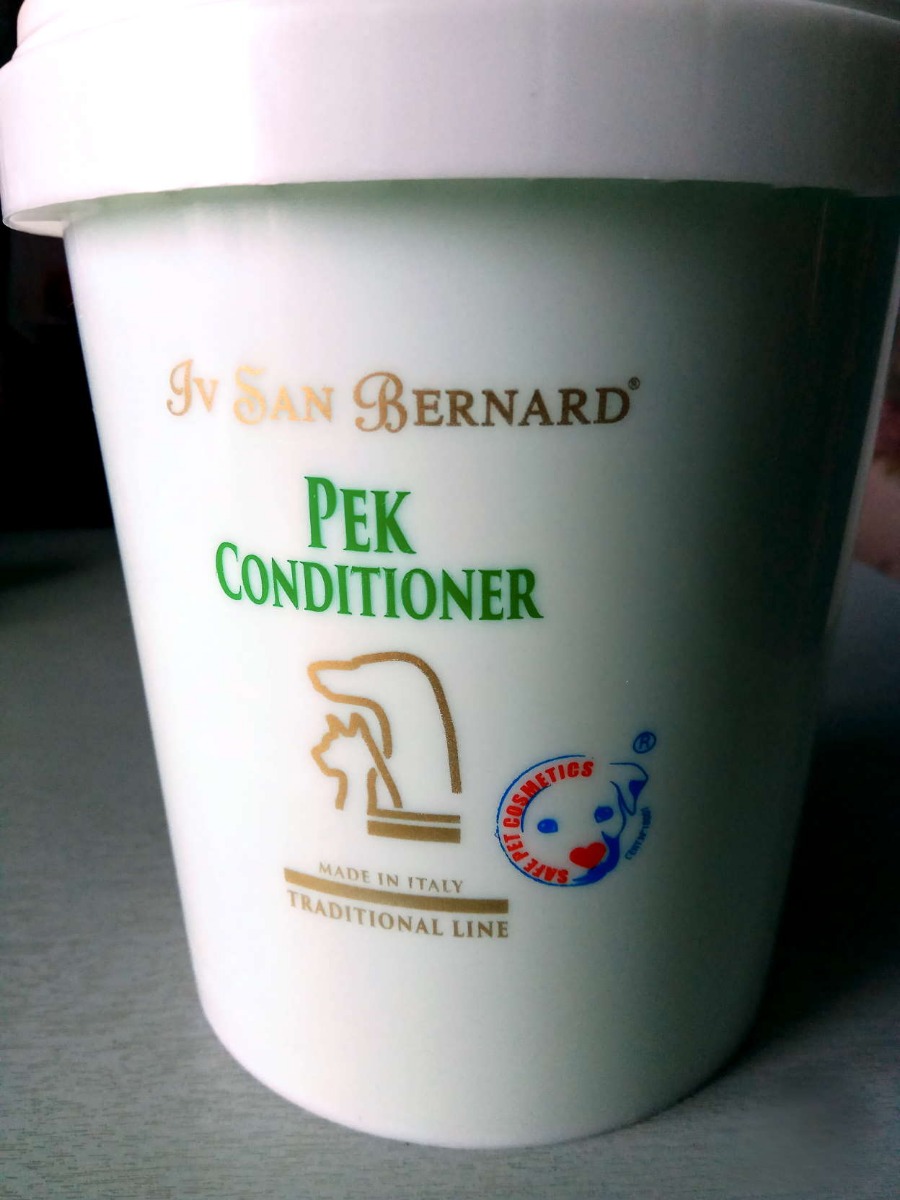 Iv San Bernard®
Pek
Conditioner
MADE IN ITALY
TRADITIONAL LINE
SAFE PET COSMETICS
®